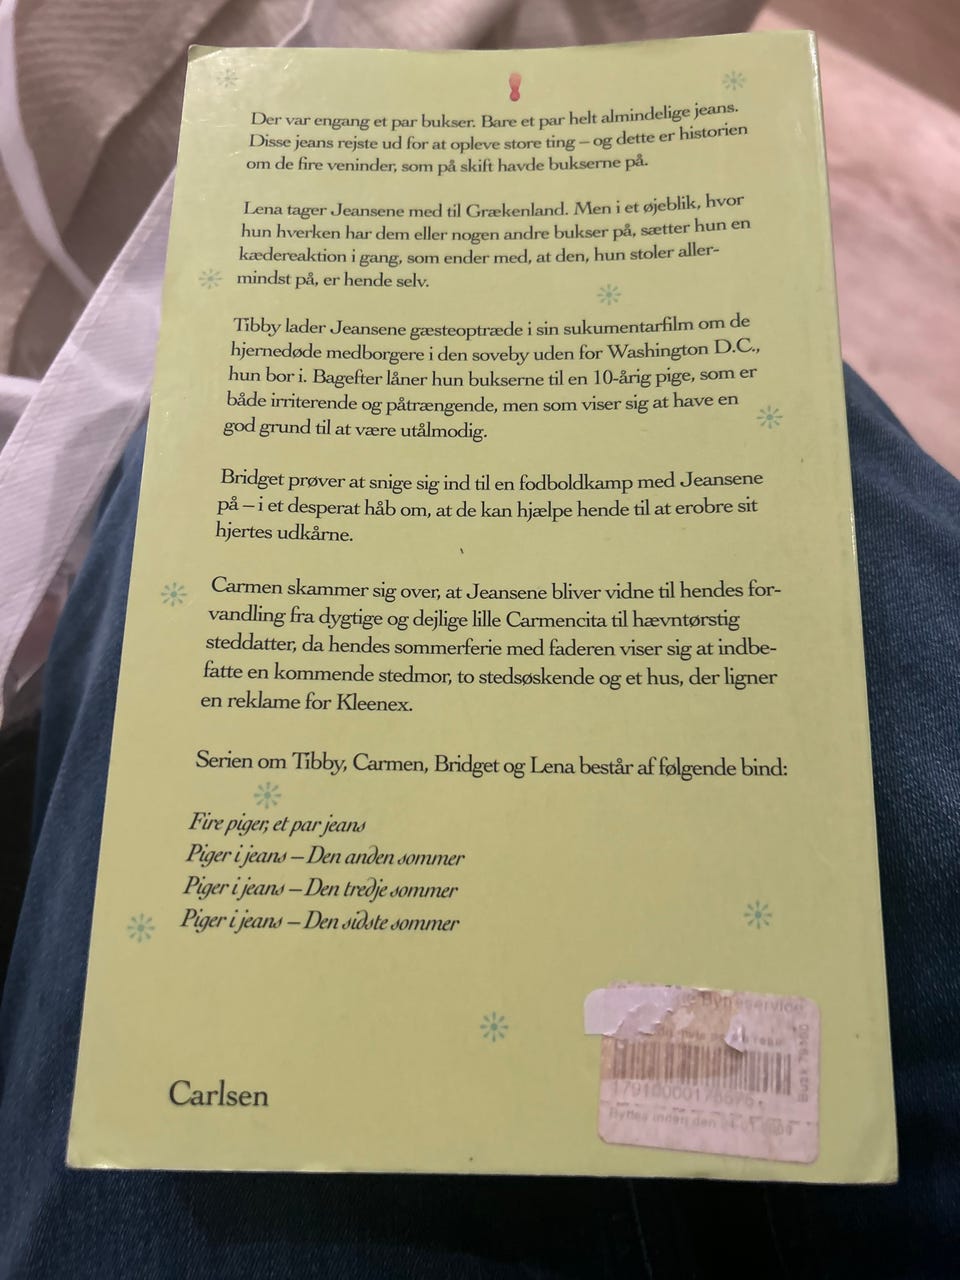 Der var engang et par bukser. Bare et par helt almindelige jeans.
Disse jeans rejste ud for at opleve store ting – og dette er historien
om de fire veninder, som på skift havde bukserne på.
Lena tager Jeansene med til Grækenland. Men i et øjeblik, hvor
hun hverken har dem eller nogen andre bukser på, sætter hun en
kædereaktion i gang, som ender med, at den, hun stoler aller-
mindst på, er hende selv.
Tibby lader Jeansene gæsteoptræde i sin sukumentarfilm om de
hjernedøde medborgere i den soveby uden for Washington D.C.,
hun bor i. Bagefter låner hun bukserne til en 10-årig pige, som er
både irriterende og påtrængende, men som viser sig at have en
god grund til at være utålmodig.
Bridget prøver at snige sig ind til en fodboldkamp med Jeansene
på – i et desperat håb om, at de kan hjælpe hende til at erobre sit
hjertes udkårne.
Carmen skammer sig over, at Jeansene bliver vidne til hendes for-
vandling fra dygtige og dejlige lille Carmencita til hævntørstig
steddatter, da hendes sommerferie med faderen viser sig at indbe-
fatte en kommende stedmor, to stedsøskende og et hus, der ligner
en reklame for Kleenex.
Serien om Tibby, Carmen, Bridget og Lena består af følgende bind:
Fire piger, et par jeans
Piger i jeans – Den anden sommer
Piger i jeans – Den tredje sommer
Piger i jeans – Den sidste sommer
Carlsen
Bytteservice
Byttes inden den